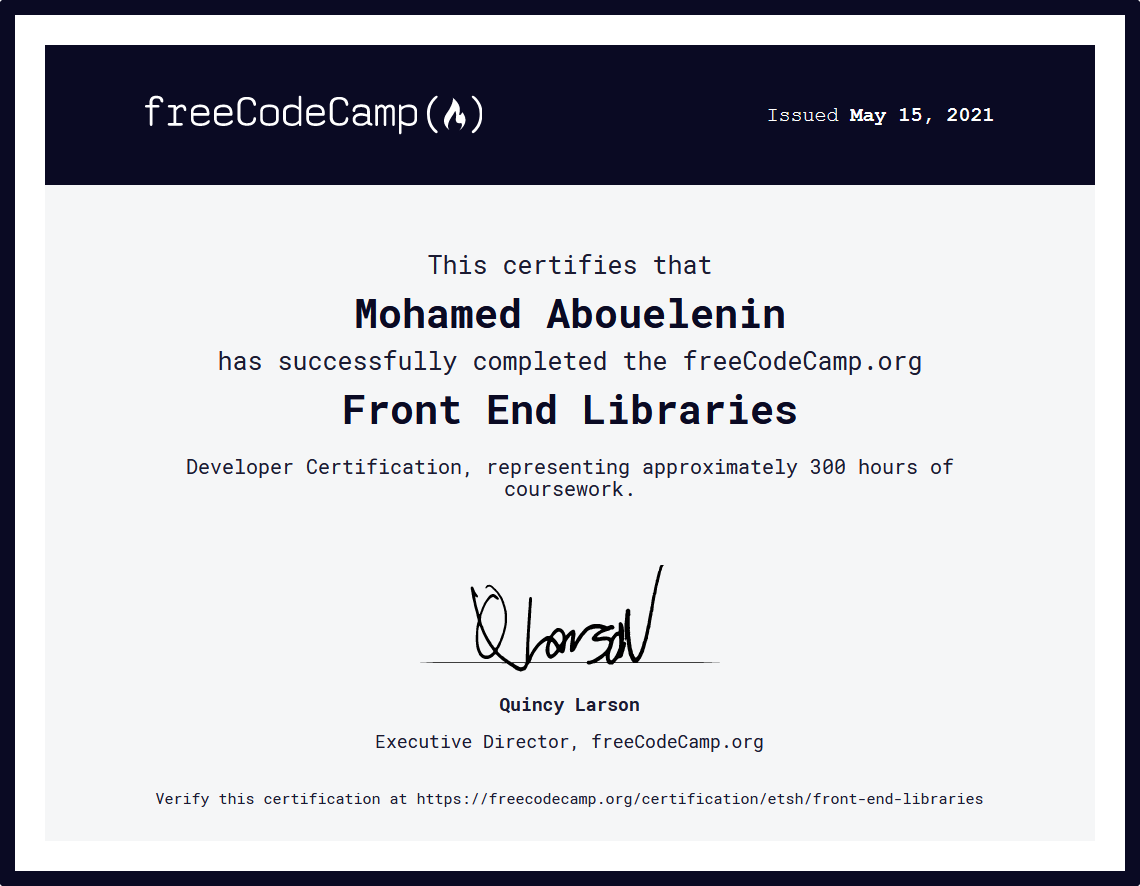 freeCodeCamp(🔥)
Issued May 15, 2021
This certifies that
Mohamed Abouelenin
has successfully completed the freeCodeCamp.org
Front End Libraries
Developer Certification, representing approximately 300 hours of
coursework.
Q Larson
Quincy Larson
Executive Director, freeCodeCamp.org
Verify this certification at https://freecodecamp.org/certification/etsh/front-end-libraries